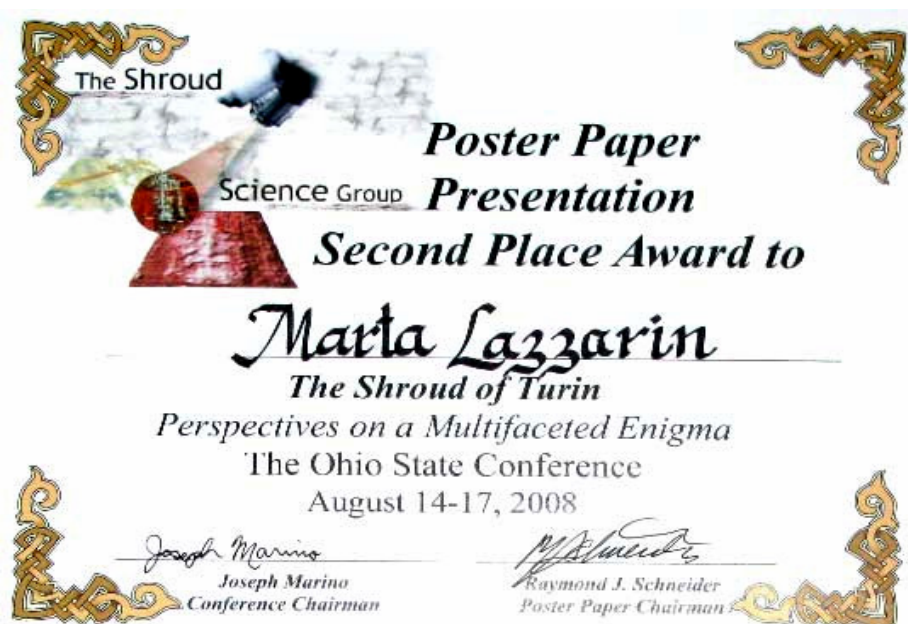 The Shroud
Science Group
Poster Paper
Presentation
Second Place Award to
Marta Lazzarin
The Shroud of Turin
Perspectives on a Multifaceted Enigma
The Ohio State Conference
August 14-17, 2008
Joseph Marino
Joseph Marino
Conference Chairman
Raymond J. Schneider
Poster Paper Chairman